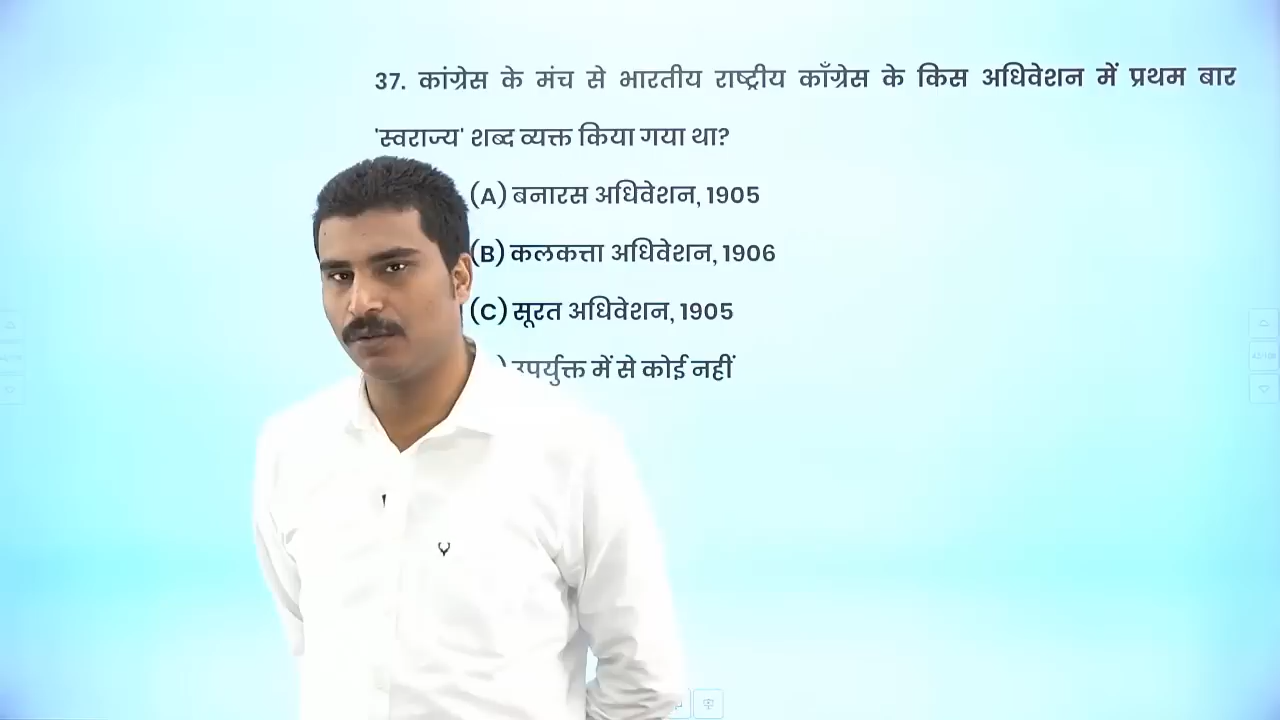 37. कांग्रेस के मंच से भारतीय राष्ट्रीय काँग्रेस के किस अधिवेशन में प्रथम बार
'स्वराज्य' शब्द व्यक्त किया गया था?
(A) बनारस अधिवेशन, 1905
(B) कलकत्ता अधिवेशन, 1906
(C) सूरत अधिवेशन, 1905
) उपर्युक्त में से कोई नहीं